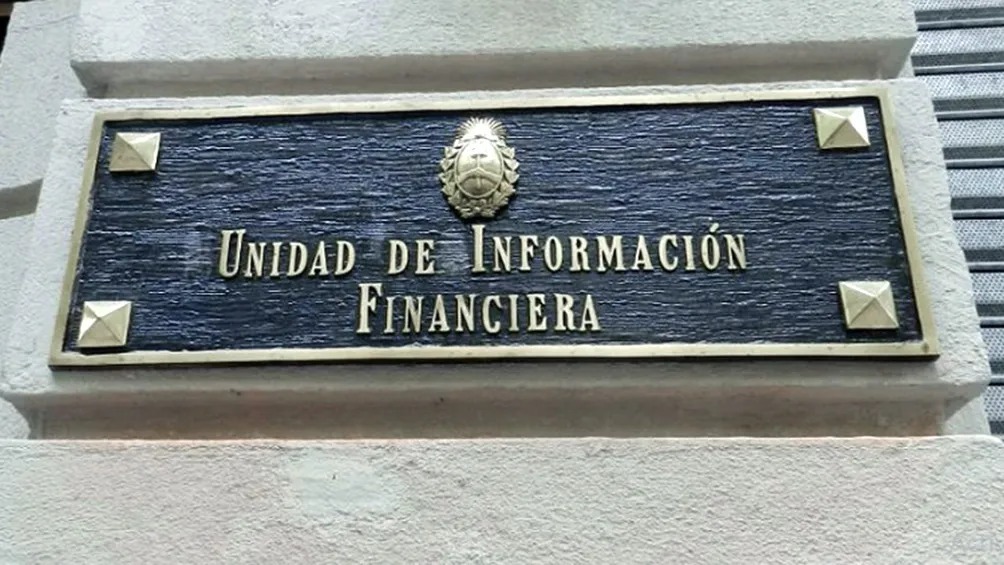 Unidad de Información
Financiera